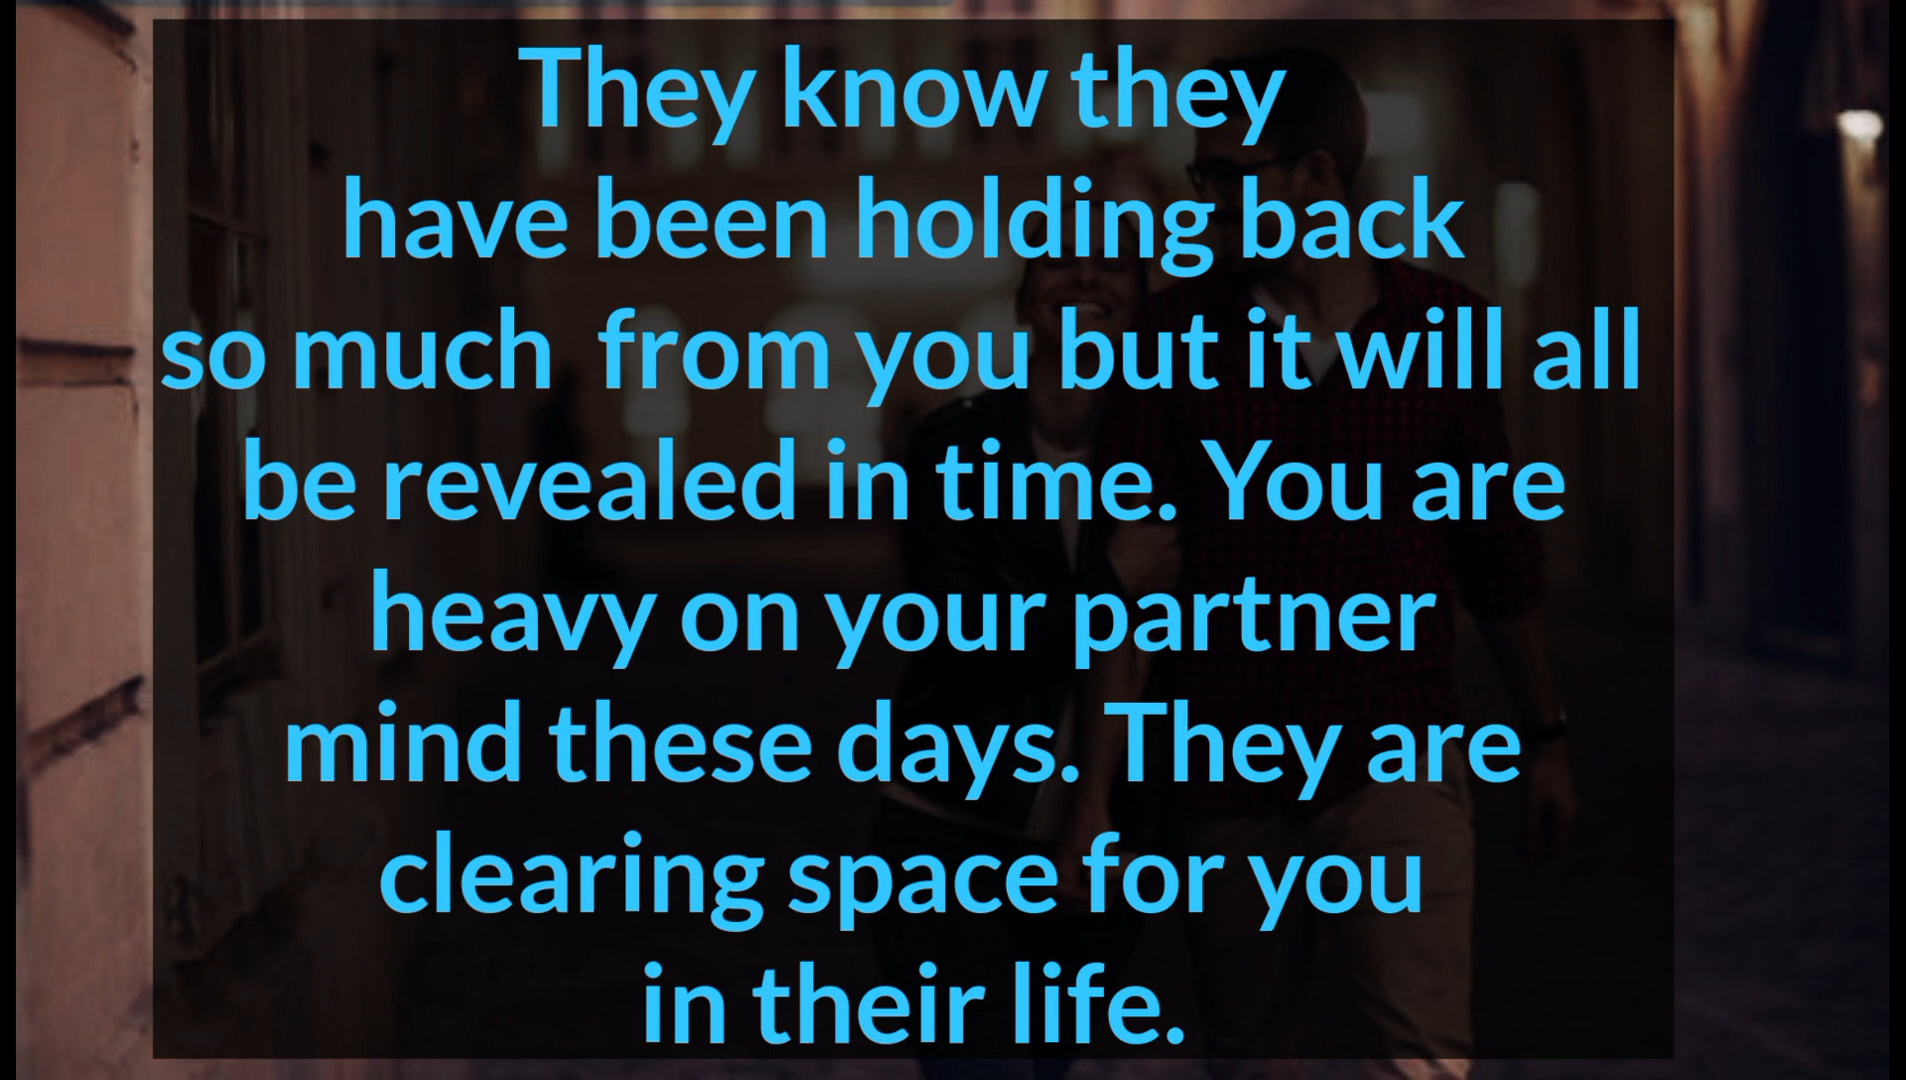 They know they
have been holding back
so much  from you but it will all
be revealed in time. You are
heavy on your partner
mind these days. They are
clearing space for you
in their life.